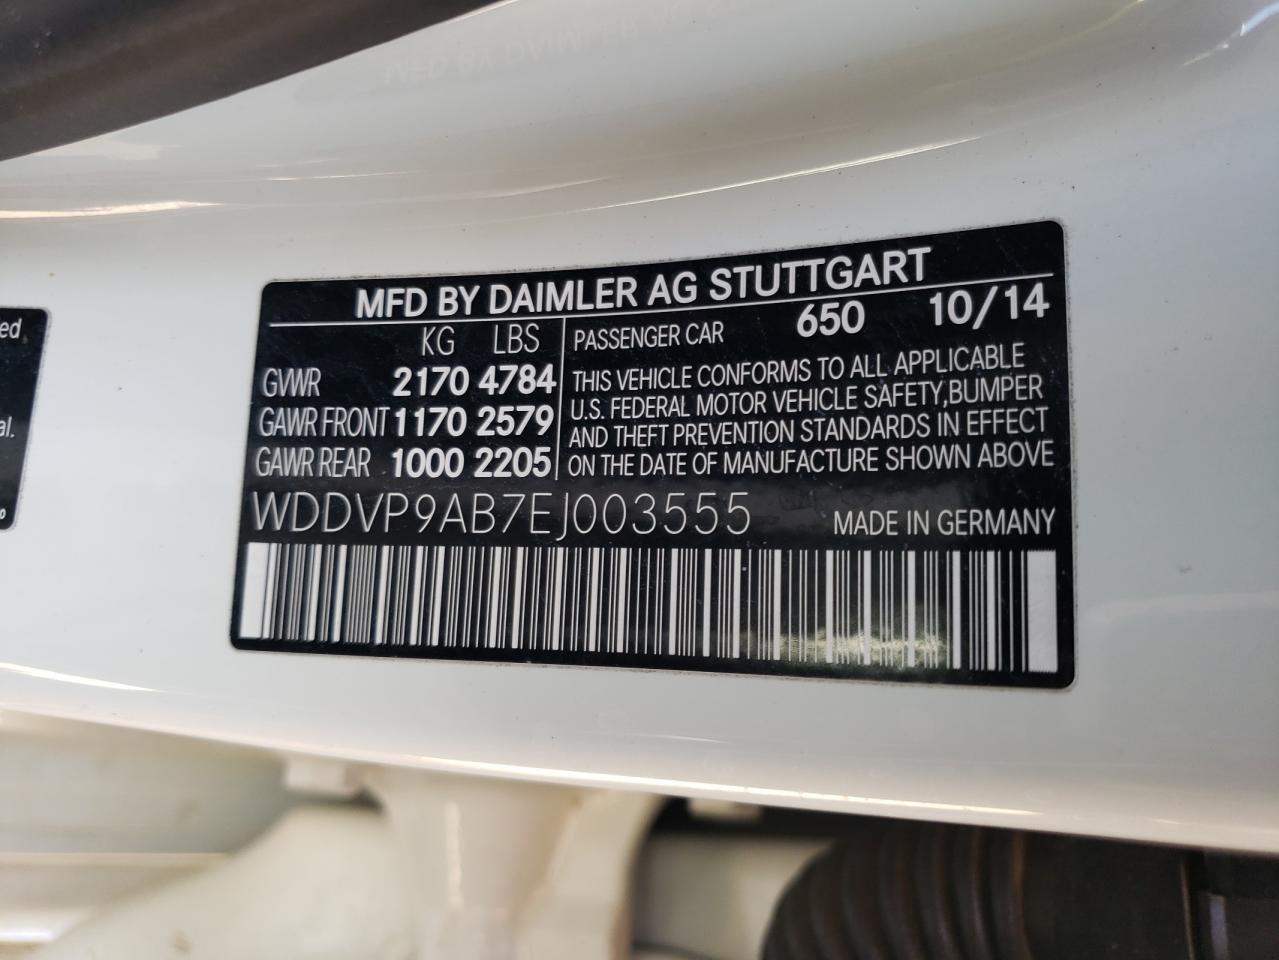 MFD BY DAIMLER AG STUTTGART
KG LBS
GVWR 2170 4784
GAWR FRONT 1170 2579
GAWR REAR 1000 2205
PASSENGER CAR 650 10/14
THIS VEHICLE CONFORMS TO ALL APPLICABLE
U.S. FEDERAL MOTOR VEHICLE SAFETY,BUMPER
AND THEFT PREVENTION STANDARDS IN EFFECT
ON THE DATE OF MANUFACTURE SHOWN ABOVE
WDDVP9AB7EJ003555 MADE IN GERMANY